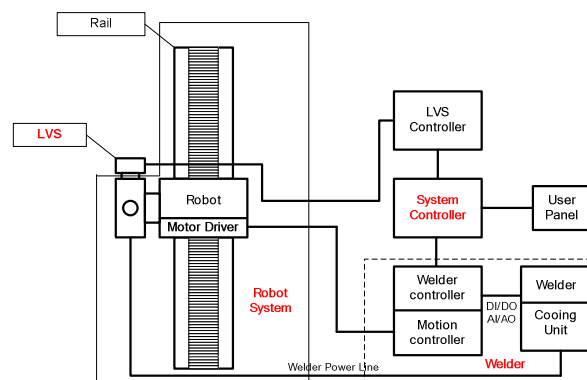 Rail
LVS
LVS
Controller
Robot
System
Controller
User
Panel
Motor Driver
Robot
System
Welder
controller
DI/DO
AI/AO
Welder
Motion
controller
Cooing
Unit
Welder Power Line
Welder